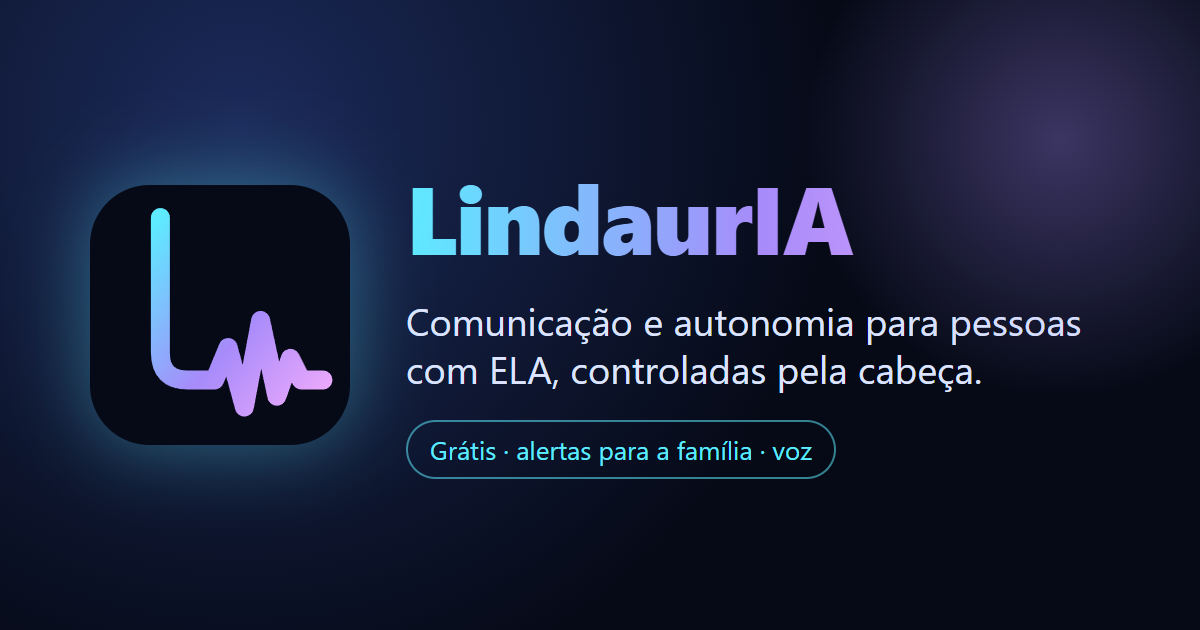 LindaurIA
Comunicação e autonomia para pessoas
com ELA, controladas pela cabeça.
Grátis · alertas para a família · voz